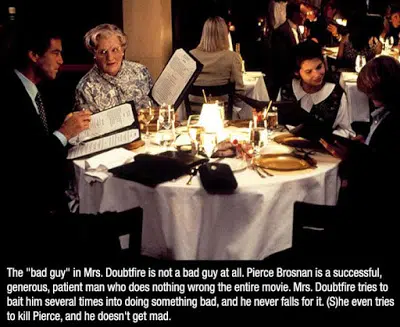 The "bad guy" in Mrs. Doubtfire is not a bad guy at all. Pierce Brosnan is a successful,
generous, patient man who does nothing wrong the entire movie. Mrs. Doubtfire tries to
bait him several times into doing something bad, and he never falls for it. (S)he even tries
to kill Pierce, and he doesn't get mad.